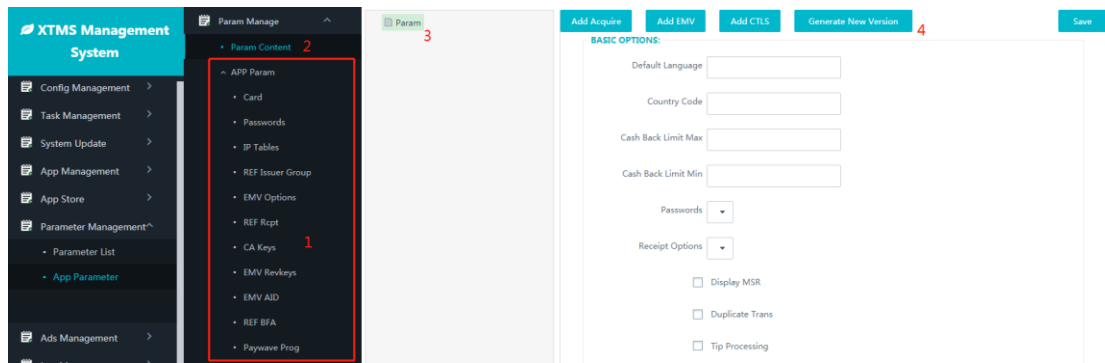 XTMS Management
System
Config Management
Task Management
System Update
App Management
App Store
Parameter Management
Parameter List
App Parameter
Ads Management
Param Manage
Param Content 2
APP Param
Card
Passwords
IP Tables
REF Issuer Group
EMV Options
REF Rcpt
CA Keys 1
EMV Revkeys
EMV AID
REF BFA
Paywave Prog
Param
3
Add Acquire Add EMV Add CTLS Generate New Version 4 Save
BASIC OPTIONS:
Default Language
Country Code
Cash Back Limit Max
Cash Back Limit Min
Passwords
Receipt Options
Display MSR
Duplicate Trans
Tip Processing